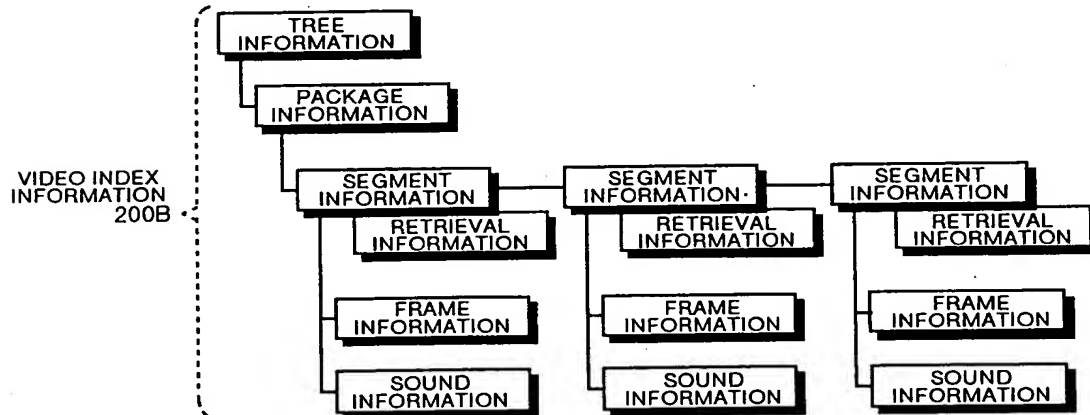 TREE
INFORMATION
PACKAGE
INFORMATION
VIDEO INDEX
INFORMATION
200B
SEGMENT
INFORMATION
SEGMENT
INFORMATION
SEGMENT
INFORMATION
RETRIEVAL
INFORMATION
RETRIEVAL
INFORMATION
RETRIEVAL
INFORMATION
FRAME
INFORMATION
FRAME
INFORMATION
FRAME
INFORMATION
SOUND
INFORMATION
SOUND
INFORMATION
SOUND
INFORMATION